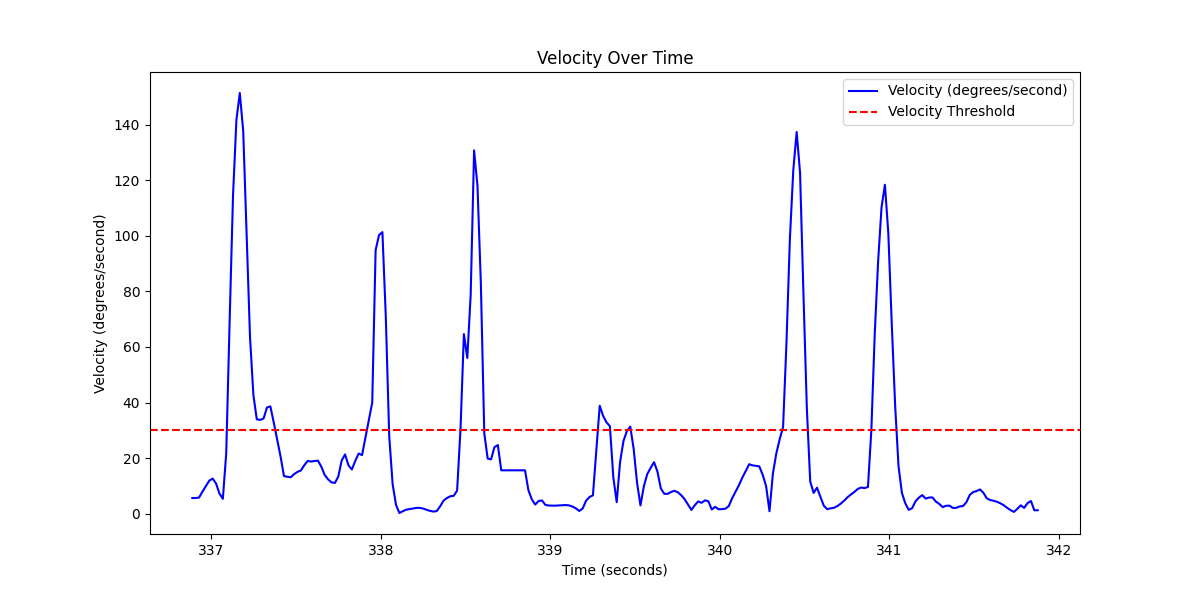 Velocity Over Time
Velocity (degrees/second)
Velocity Threshold
Velocity (degrees/second)
140
120
100
80
60
40
20
0
337
338
339
340
341
342
Time (seconds)